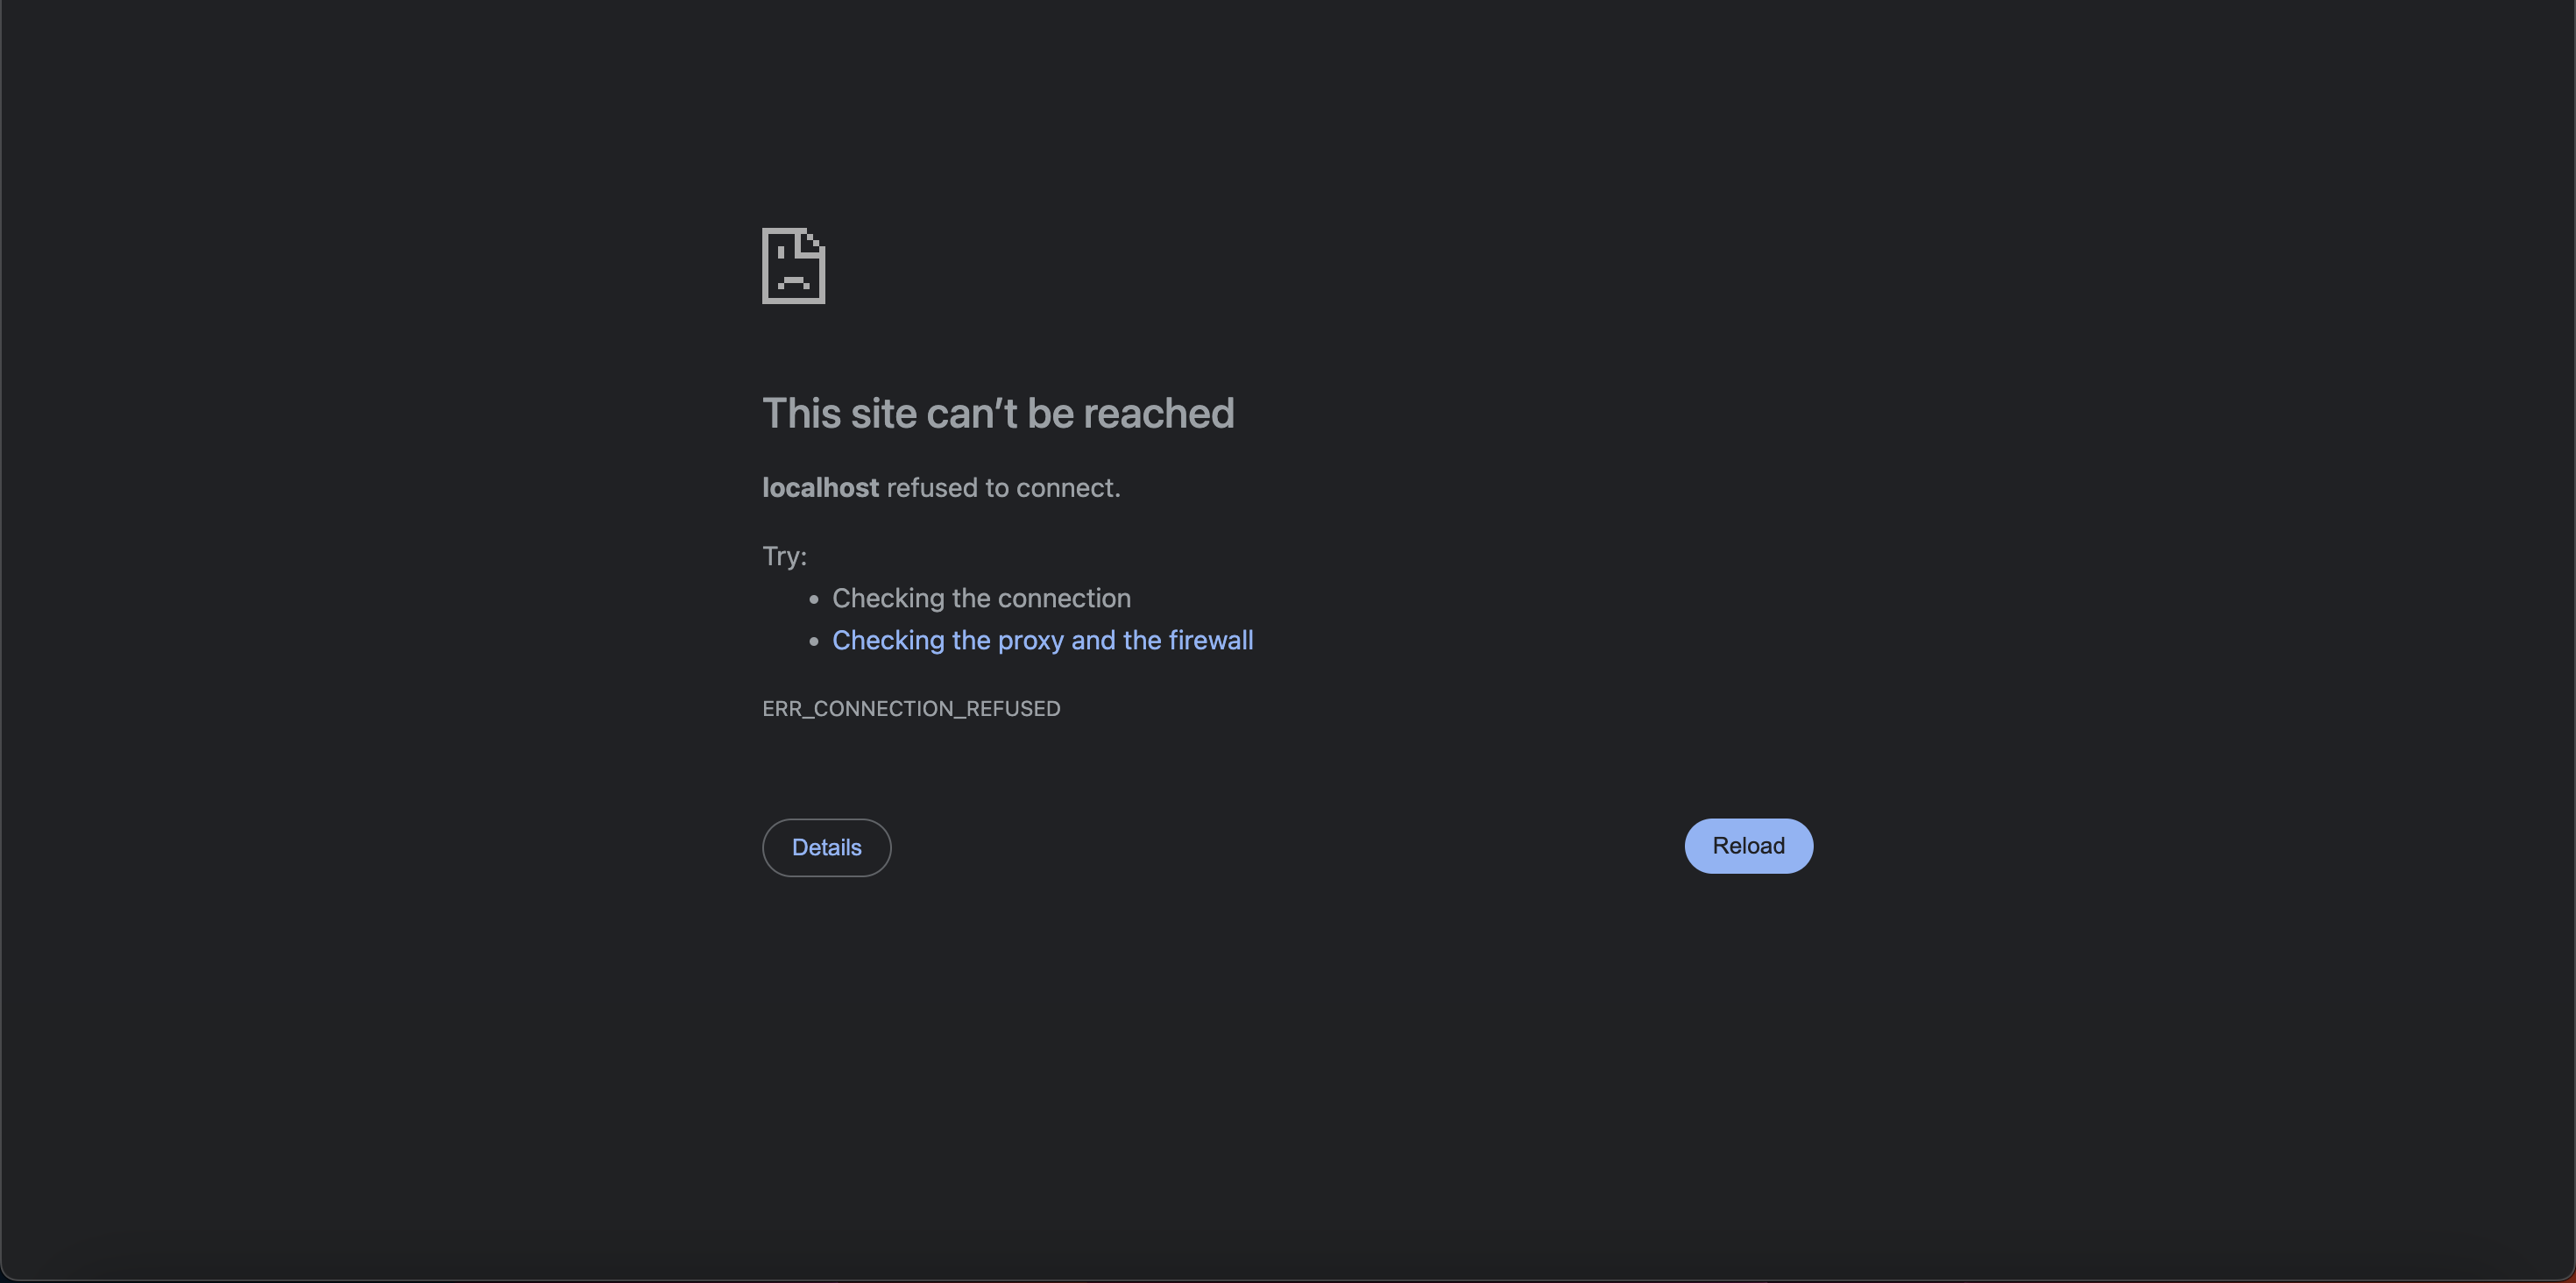 This site can’t be reached
localhost refused to connect.
Try:
• Checking the connection
• Checking the proxy and the firewall
ERR_CONNECTION_REFUSED
Details
Reload